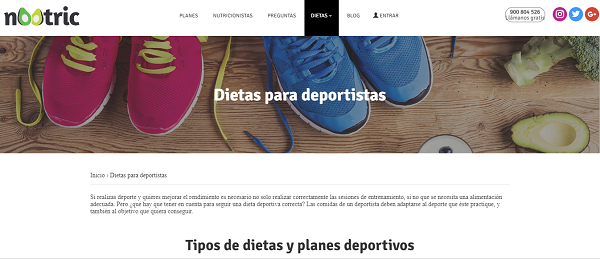 nootric
PLANES
NUTRICIONISTAS
PREGUNTAS
DIETAS
BLOG
ENTRAR
900 804 526
Llámanos gratis
G+
Dietas para deportistas
Inicio › Dietas para deportistas
Si realizas deporte y quieres mejorar el rendimiento es necesario no solo realizar correctamente las sesiones de entrenamiento, si no que se necesita una alimentación
adecuada. Pero ¿qué hay que tener en cuenta para seguir una dieta deportiva correcta? Las comidas de un deportista deben adaptarse al deporte que éste practique, y
también al objetivo que quiera conseguir.
Tipos de dietas y planes deportivos